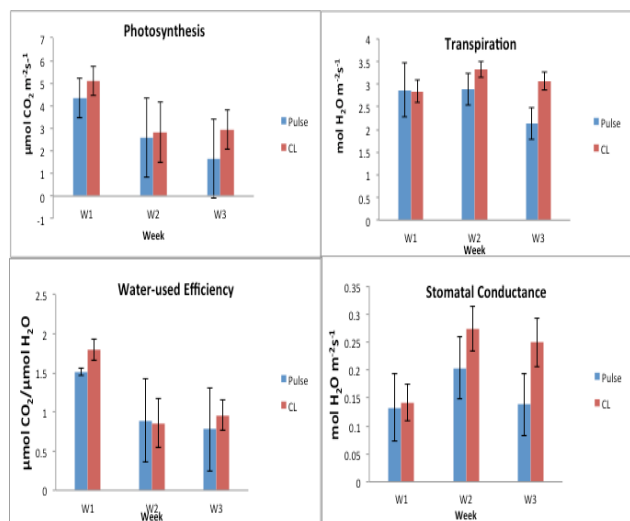 Photosynthesis
µmol CO₂ m⁻²s⁻¹
7
6
5
4
3
2
1
0
-1
W1
W2
W3
Week
Pulse
CL
Transpiration
mol H₂O m⁻²s⁻¹
4
3.5
3
2.5
2
1.5
1
0.5
0
W1
W2
W3
Week
Pulse
CL
Water-used Efficiency
µmol CO₂/µmol H₂O
2.5
2
1.5
1
0.5
0
W1
W2
W3
Week
Pulse
CL
Stomatal Conductance
mol H₂O m⁻²s⁻¹
0.35
0.3
0.25
0.2
0.15
0.1
0.05
0
W1
W2
W3
Week
Pulse
CL